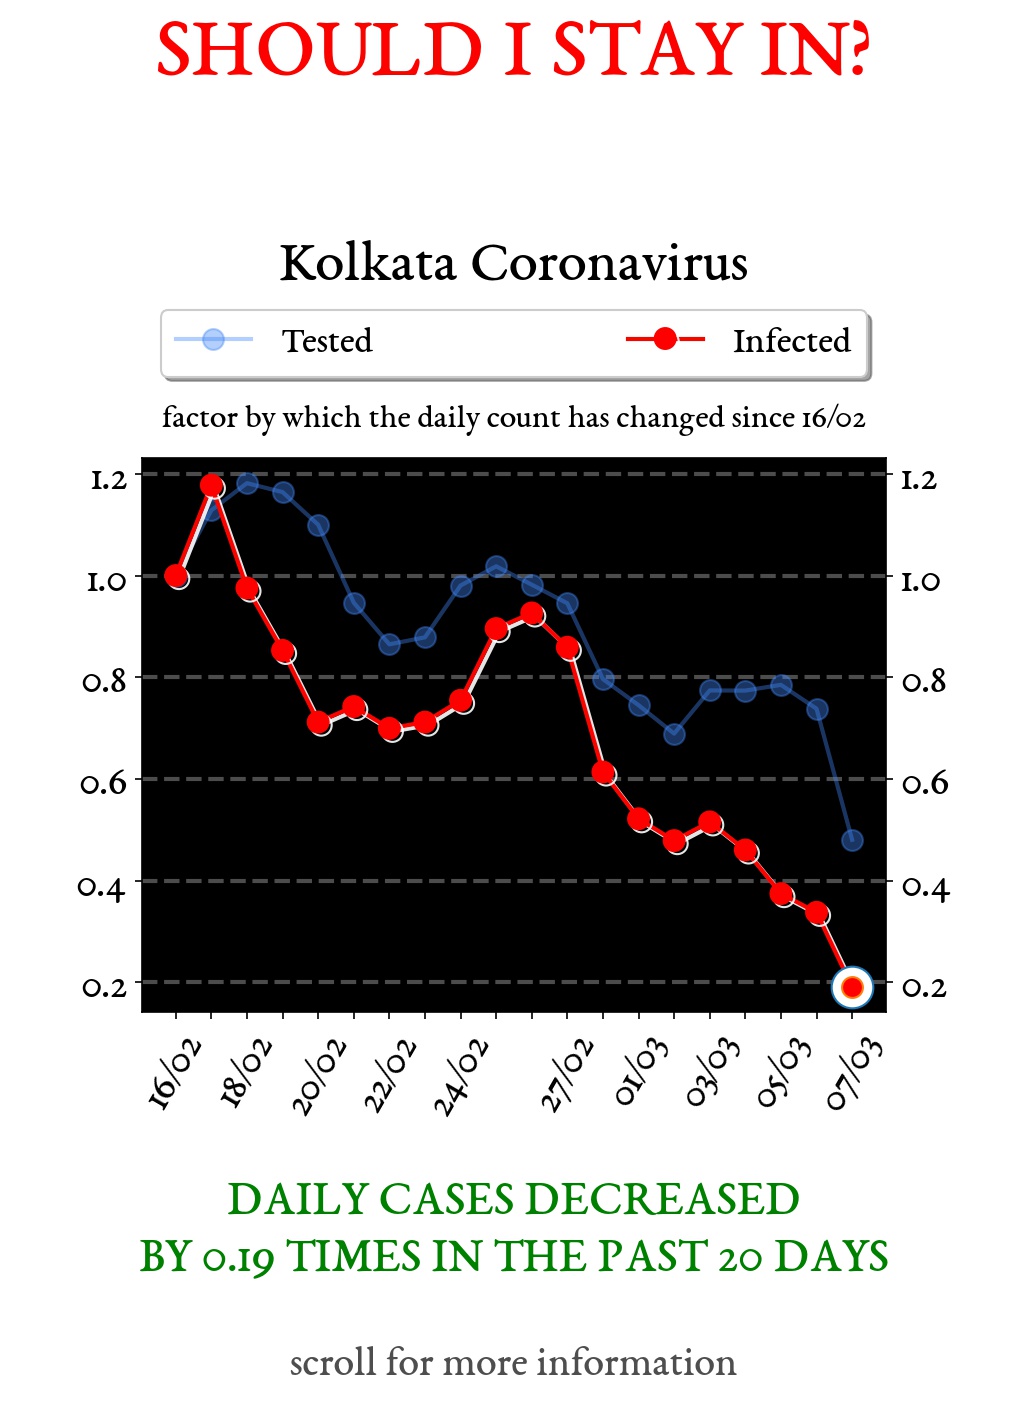 SHOULD I STAY IN?
Kolkata Coronavirus
Tested Infected
factor by which the daily count has changed since 16/02
1.2 1.2
1.0 1.0
0.8 0.8
0.6 0.6
0.4 0.4
0.2 0.2
16/02 18/02 20/02 22/02 24/02 27/02 01/03 03/03 05/03 07/03
DAILY CASES DECREASED
BY 0.19 TIMES IN THE PAST 20 DAYS
scroll for more information